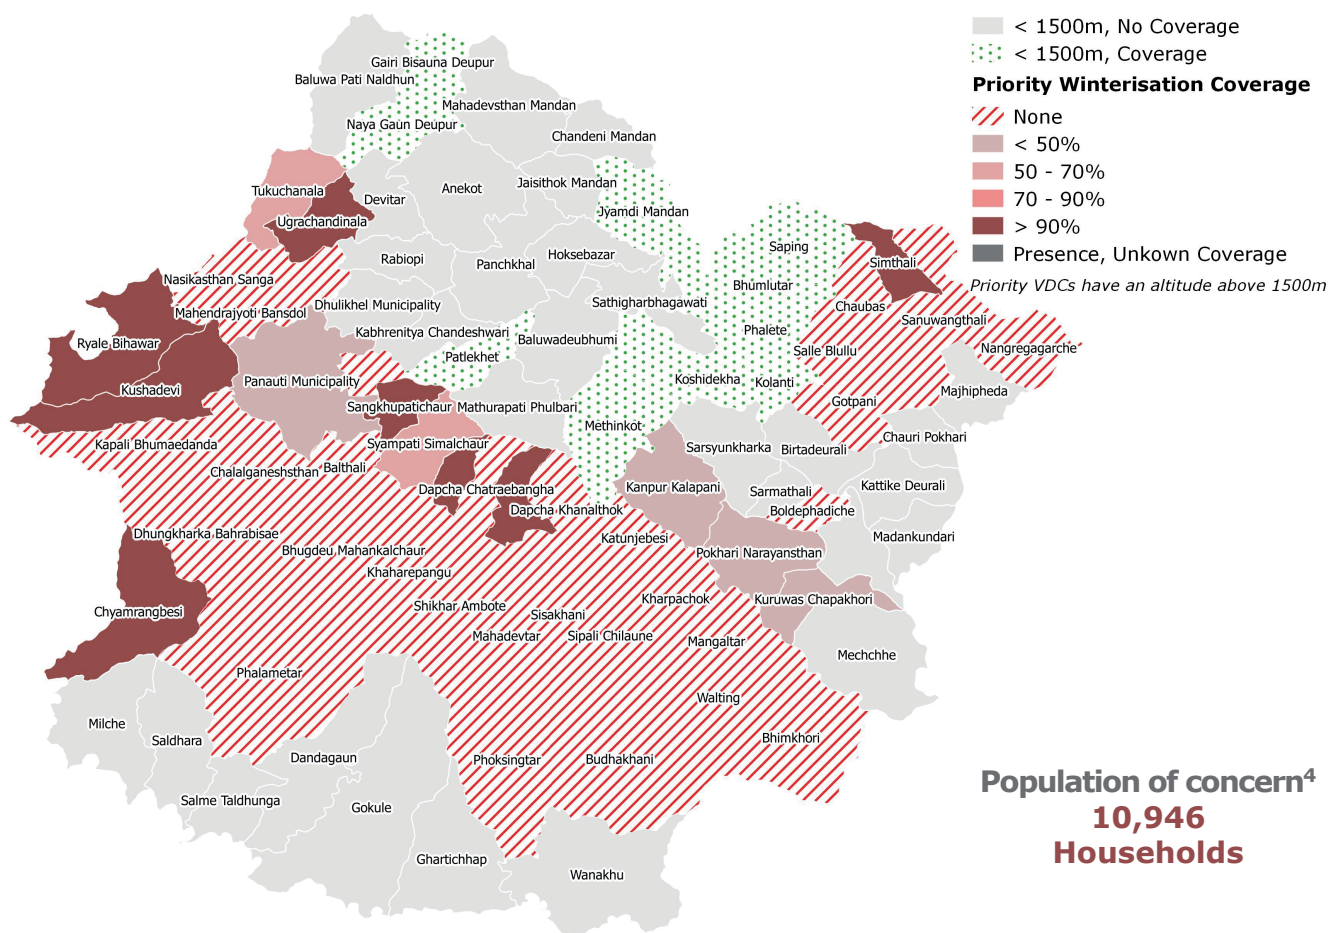 < 1500m, No Coverage
< 1500m, Coverage
Priority Winterisation Coverage
None
< 50%
50 - 70%
70 - 90%
> 90%
Presence, Unkown Coverage
Priority VDCs have an altitude above 1500m
Gairi Bisauna Deupur
Baluwa Pati Naldhun
Mahadevsthan Mandan
Naya Gaun Deupur
Chandeni Mandan
Tukuchanala
Devitar
Anekot
Jaisithok Mandan
Jyamdi Mandan
Ugrachandinala
Saping
Rabiopi
Panchkhal
Hoksebazar
Simthali
Nasikasthan Sanga
Bhumlutar
Mahendrajyoti Bansdol
Dhulikhel Municipality
Sathigharbhagawati
Chaubas
Sanuwangthali
Kabhrenitya Chandeshwari
Baluwadeubhumi
Phalete
Ryale Bihawar
Patlekhet
Salle Blullu
Nangregagarche
Kushadevi
Panauti Municipality
Koshidekha
Kolanti
Majhipheda
Sangkhupatichaur
Mathurapati Phulbari
Gotpani
Methinkot
Kapali Bhumaedanda
Syampati Simalchaur
Sarsyunkharka
Birtadeurali
Chauri Pokhari
Chalalganeshsthan
Balthali
Dapcha Chatraebangha
Kanpur Kalapani
Sarmathali
Kattike Deurali
Dapcha Khanalthok
Boldephadiche
Dhungkharka Bahrabisae
Katunjebesi
Madankundari
Bhugdeu Mahankalchaur
Pokhari Narayansthan
Khaharepangu
Chyamrangbesi
Shikhar Ambote
Sisakhani
Kharpachok
Kuruwas Chapakhori
Mahadevtar
Sipali Chilaune
Mangaltar
Mechchhe
Phalametar
Walting
Milche
Saldhara
Bhimkhori
Dandagaun
Phoksingtar
Budhakhani
Salme Taldhunga
Gokule
Ghartichhap
Wanakhu
Population of concern4
10,946
Households